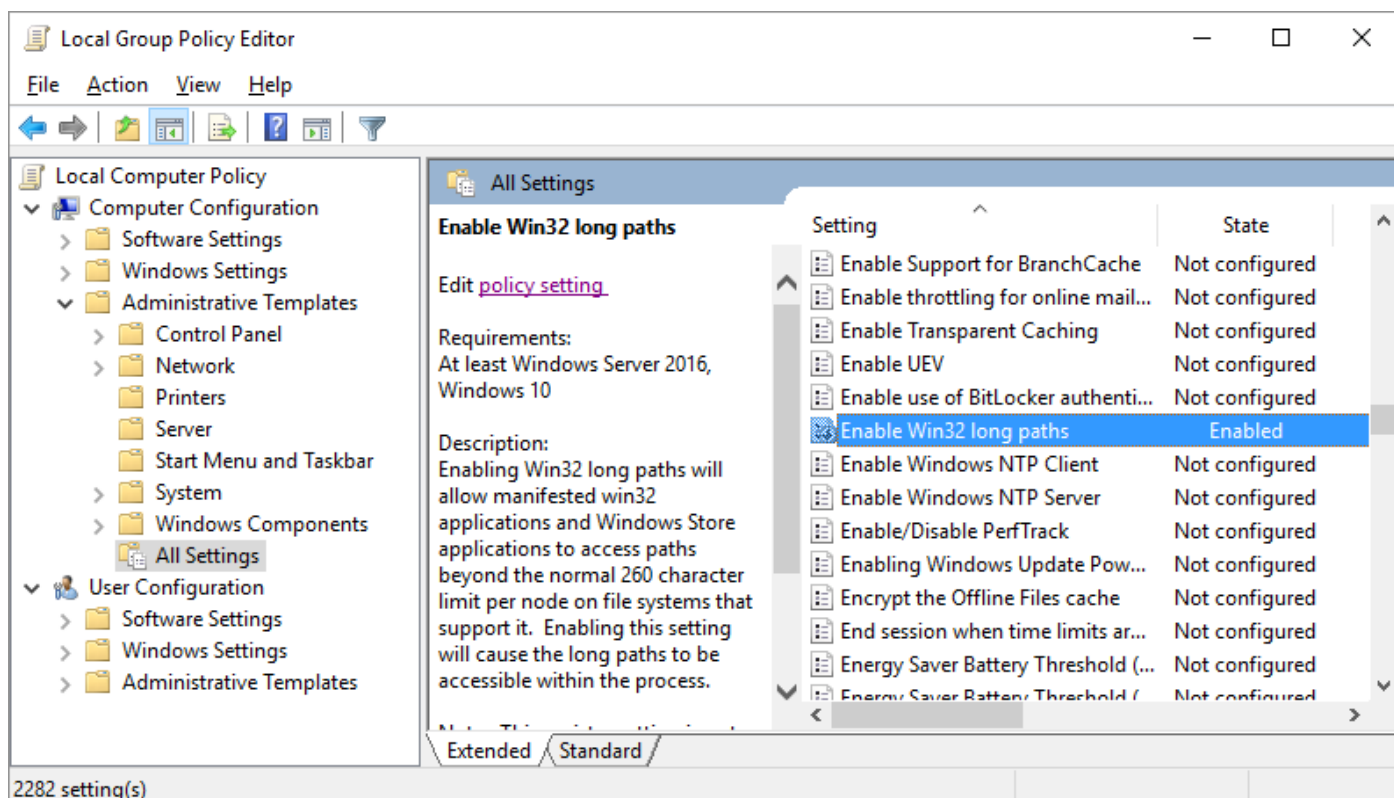 Local Group Policy Editor
File Action View Help
Local Computer Policy
Computer Configuration
Software Settings
Windows Settings
Administrative Templates
Control Panel
Network
Printers
Server
Start Menu and Taskbar
System
Windows Components
All Settings
User Configuration
Software Settings
Windows Settings
Administrative Templates
All Settings
Enable Win32 long paths
Edit policy setting
Requirements:
At least Windows Server 2016,
Windows 10
Description:
Enabling Win32 long paths will
allow manifested win32
applications and Windows Store
applications to access paths
beyond the normal 260 character
limit per node on file systems that
support it. Enabling this setting
will cause the long paths to be
accessible within the process.
Setting State
Enable Support for BranchCache Not configured
Enable throttling for online mail... Not configured
Enable Transparent Caching Not configured
Enable UEV Not configured
Enable use of BitLocker authenti... Not configured
Enable Win32 long paths Enabled
Enable Windows NTP Client Not configured
Enable Windows NTP Server Not configured
Enable/Disable PerfTrack Not configured
Enabling Windows Update Pow... Not configured
Encrypt the Offline Files cache Not configured
End session when time limits ar... Not configured
Energy Saver Battery Threshold (... Not configured
Energy Saver Battery Threshold (... Not configured
Extended Standard
2282 setting(s)